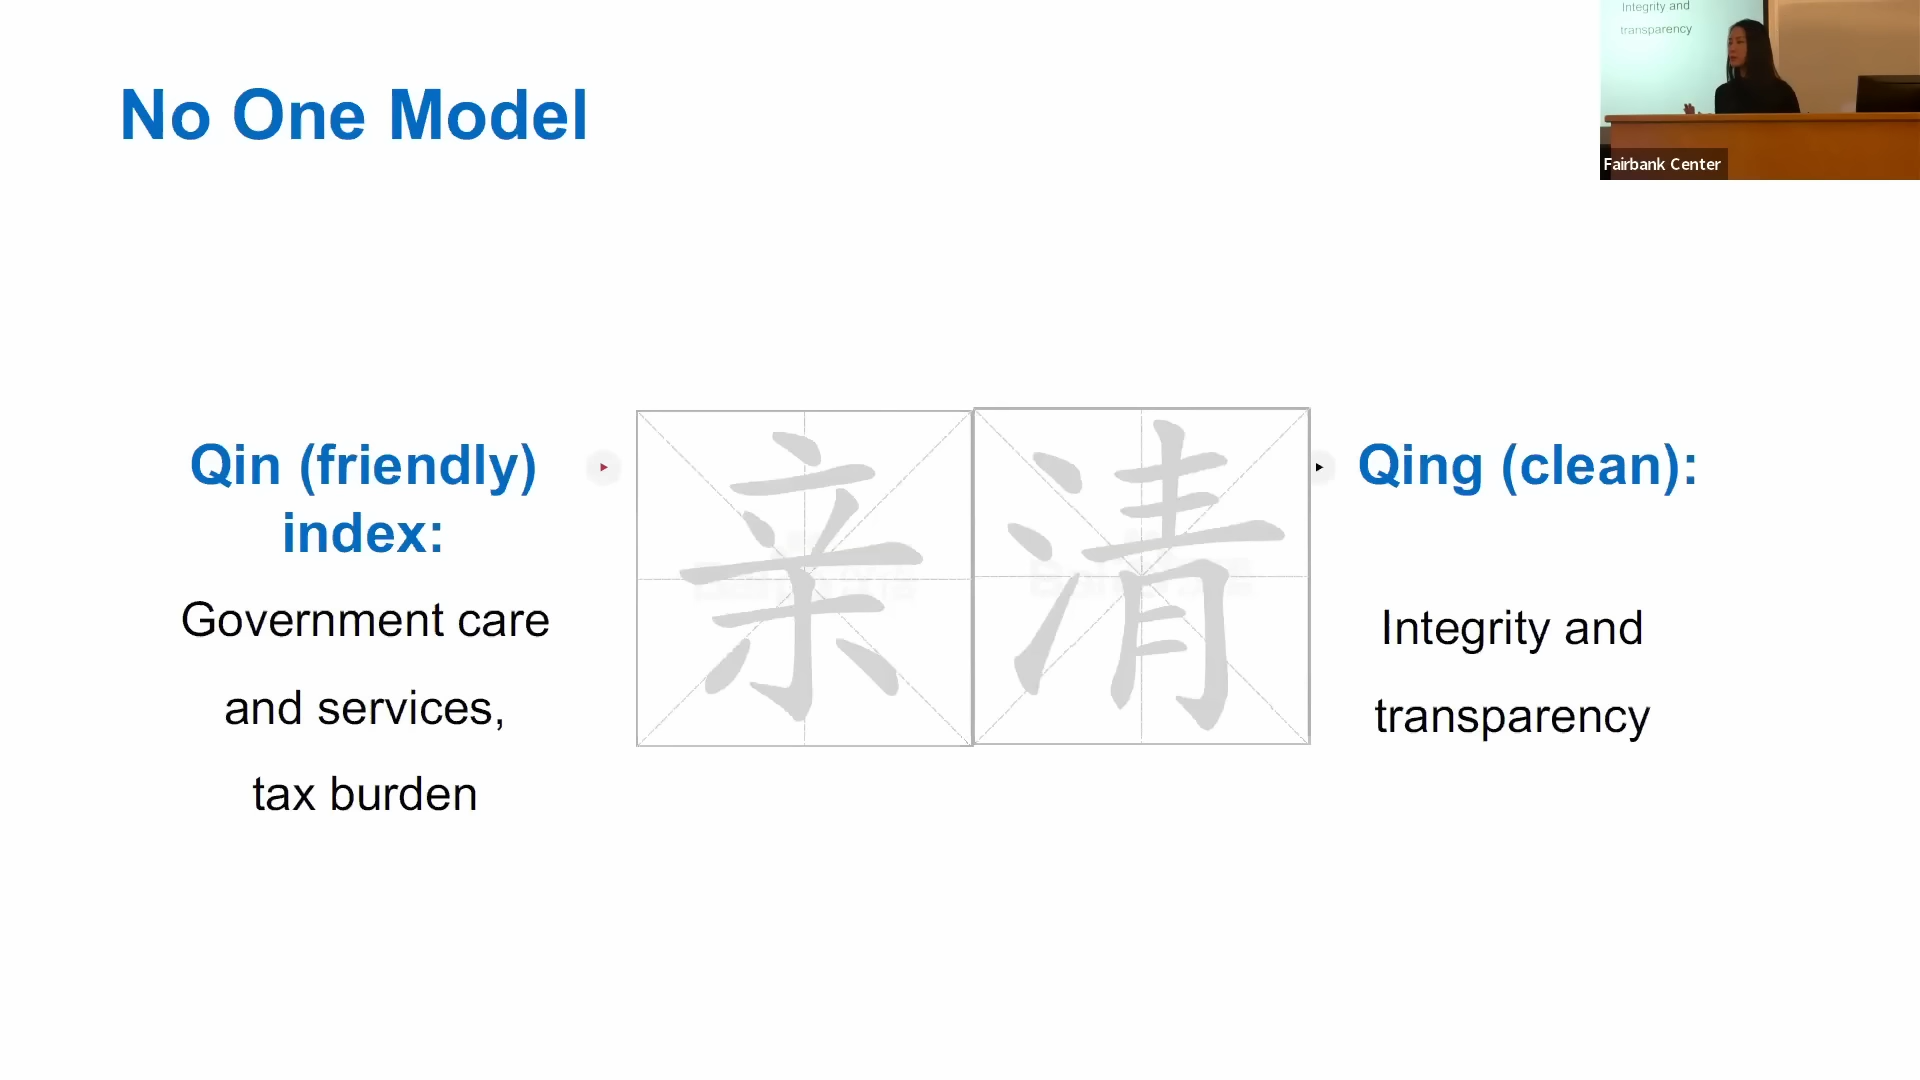 Integrity and
transparency
Fairbank Center
No One Model
Qin (friendly)
index:
Government care
and services,
tax burden
亲清
Qing (clean):
Integrity and
transparency